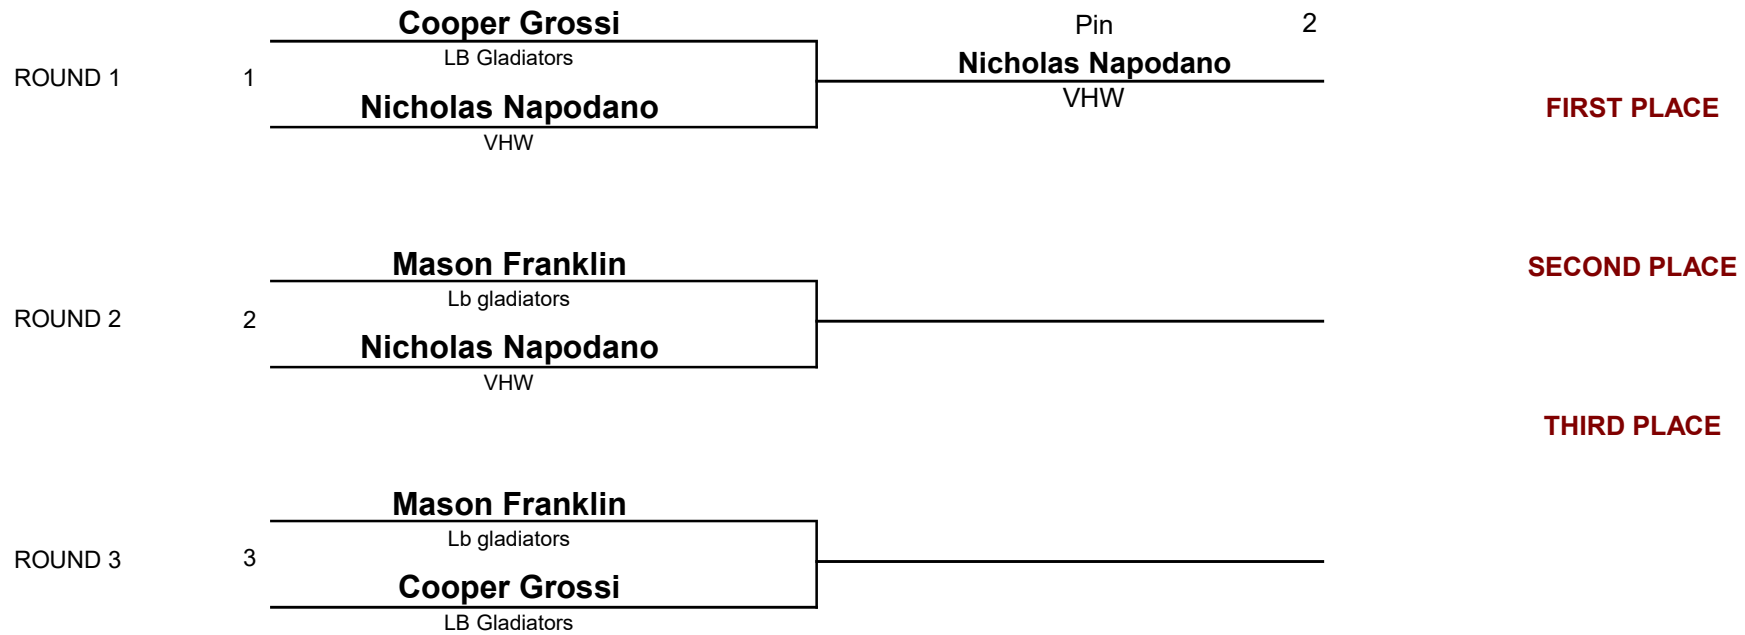 Cooper Grossi
Pin
2
LB Gladiators
Nicholas Napodano
ROUND 1
1
VHW
Nicholas Napodano
FIRST PLACE
VHW
Mason Franklin
SECOND PLACE
Lb gladiators
ROUND 2
2
Nicholas Napodano
VHW
THIRD PLACE
Mason Franklin
Lb gladiators
ROUND 3
3
Cooper Grossi
LB Gladiators